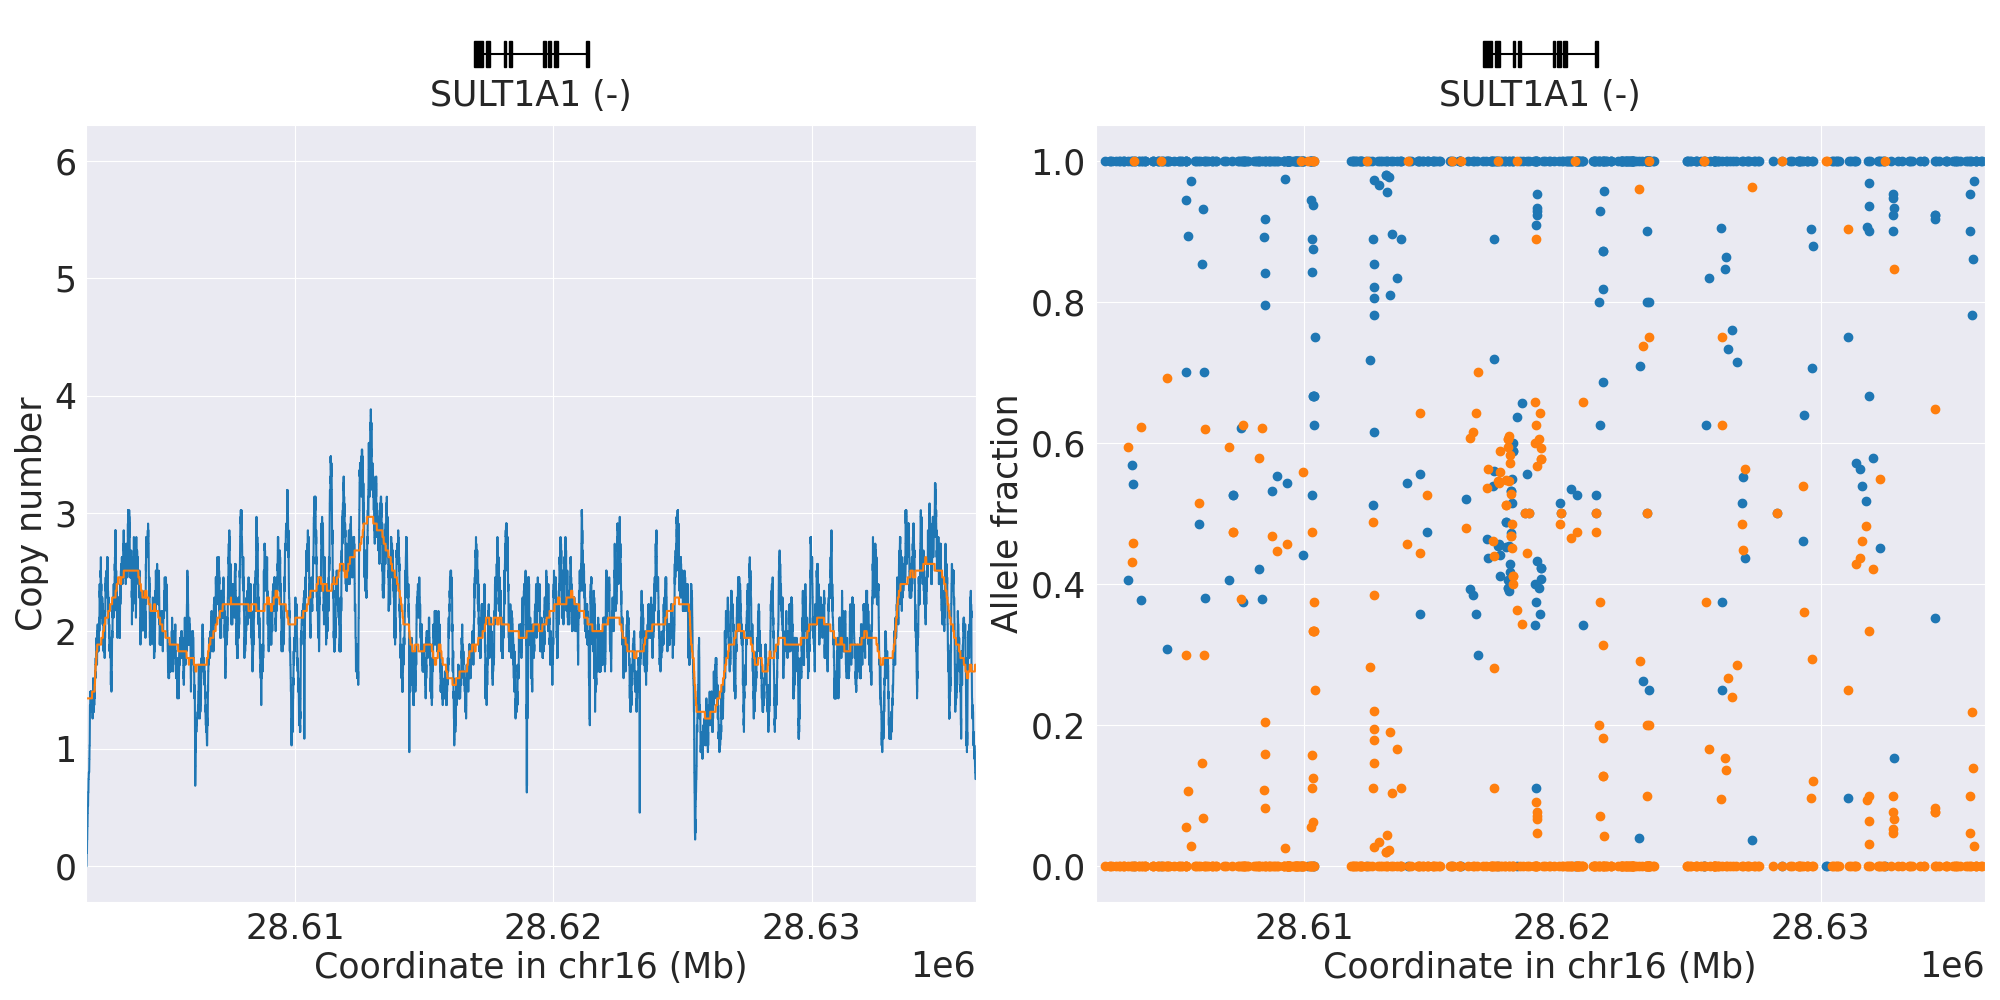 SULT1A1 (-)
6
5
4
3
2
1
0
Copy number
28.61
28.62
28.63
Coordinate in chr16 (Mb)
1e6
SULT1A1 (-)
1.0
0.8
0.6
0.4
0.2
0.0
Allele fraction
28.61
28.62
28.63
Coordinate in chr16 (Mb)
1e6